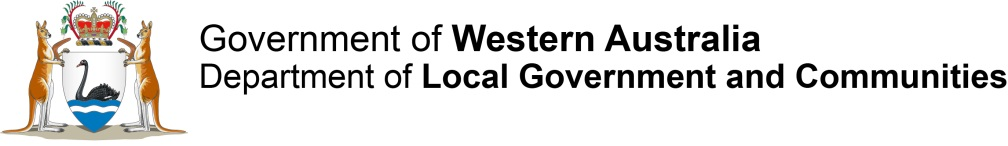 Government of Western Australia
Department of Local Government and Communities